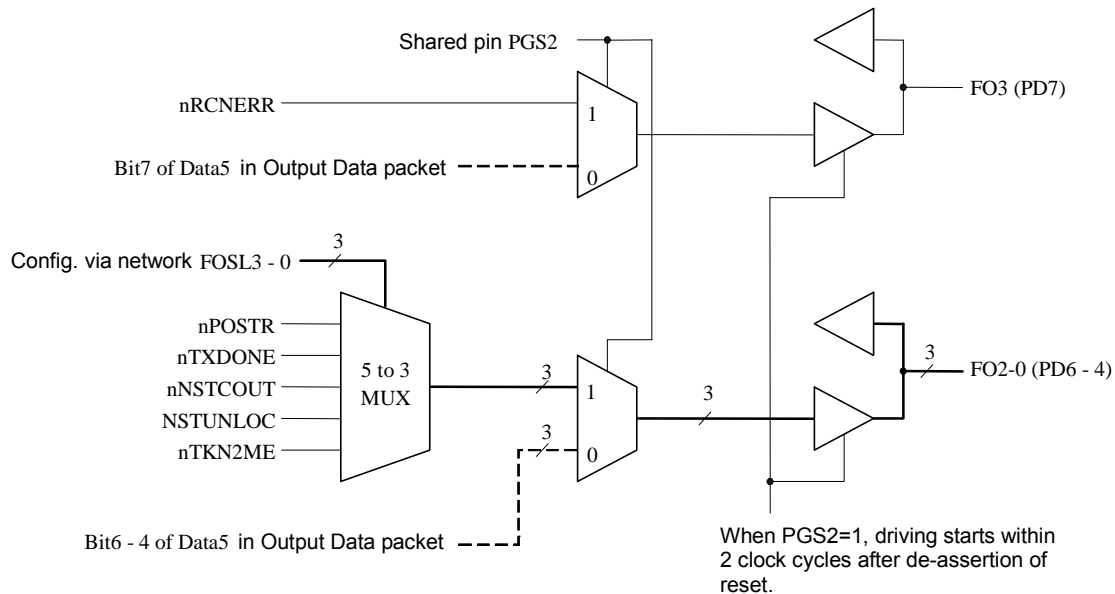 Shared pin PGS2
nRCNERR
1
FO3 (PD7)
Bit7 of Data5 in Output Data packet
0
3
Config. via network FOSL3 - 0
nPOSTR
nTXDONE
nNSTCOUT
NSTUNLOC
nTKN2ME
5 to 3
MUX
3
1
3
3
FO2-0 (PD6 - 4)
3
0
Bit6 - 4 of Data5 in Output Data packet
When PGS2=1, driving starts within
2 clock cycles after de-assertion of
reset.